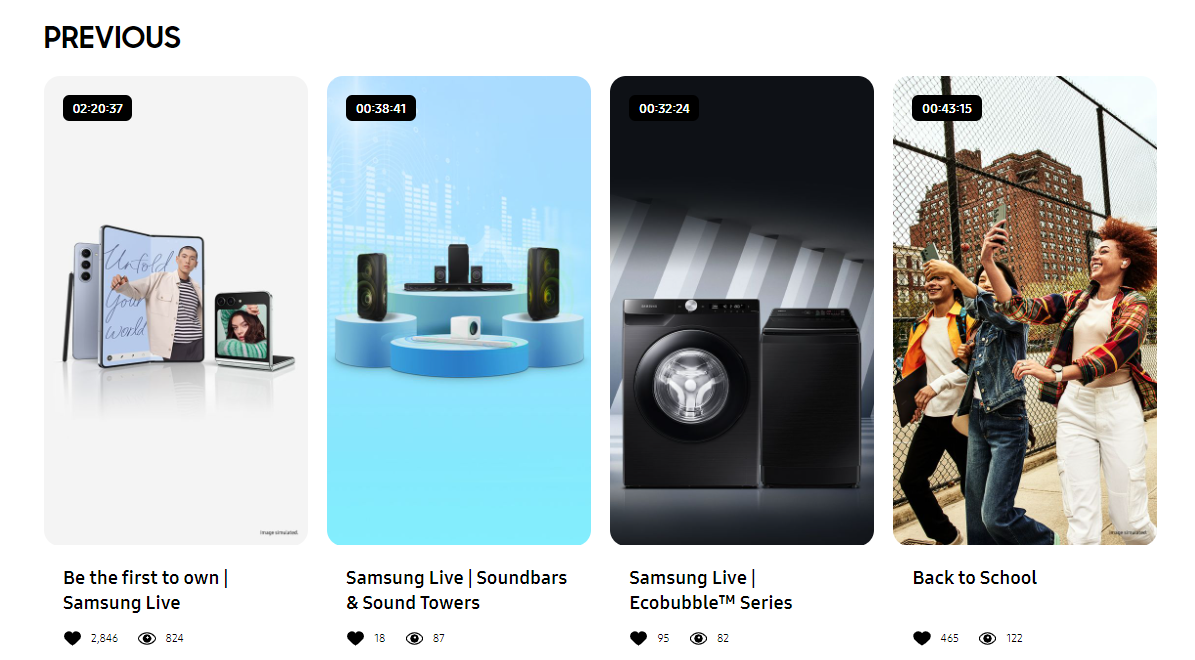 PREVIOUS
02:20:37
00:38:41
00:32:24
00:43:15
Unfold
Your
world
SAMSUNG
Image simulated.
Image simulated.
Be the first to own |
Samsung Live
Samsung Live | Soundbars
& Sound Towers
Samsung Live |
Ecobubble™ Series
Back to School
2,846 824
18 87
95 82
465 122